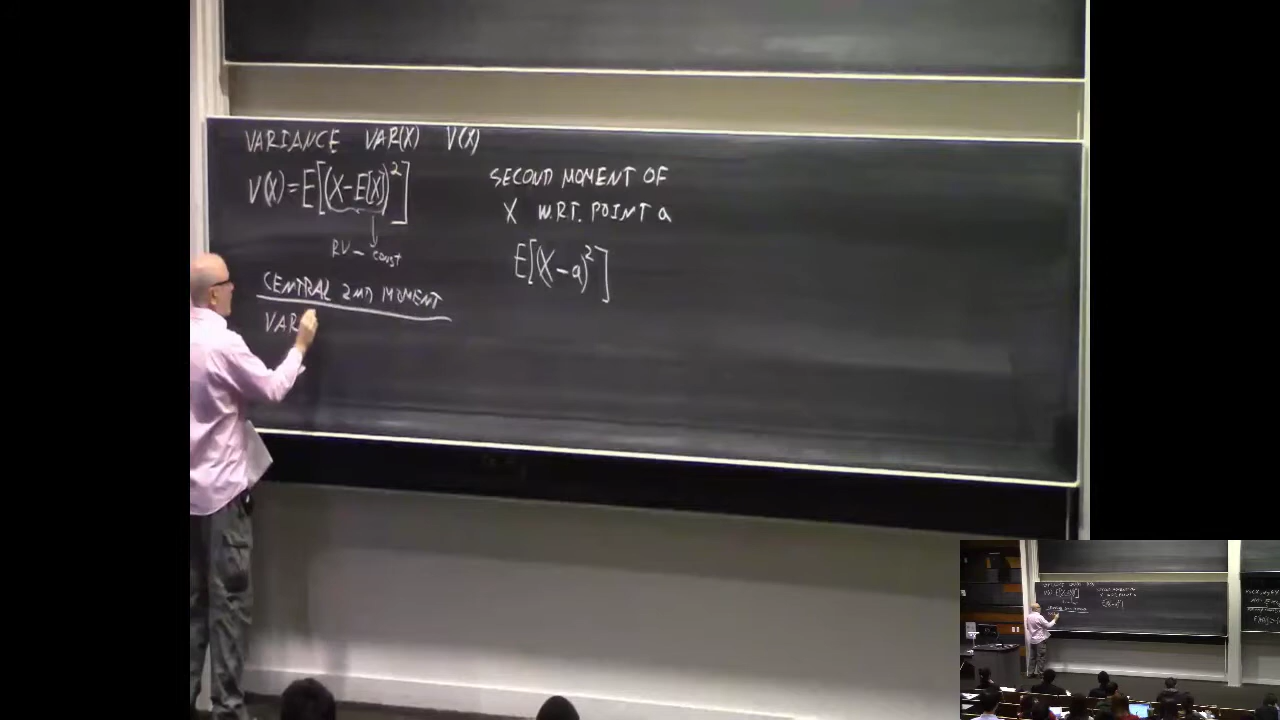 VARIANCE VAR(X) V(X)
V(X) = E[(X-E[X])²]
RV - const
CENTRAL 2ND MOMENT
VAR
SECOND MOMENT OF
X W.R.T. POINT a
E[(X-a)²]